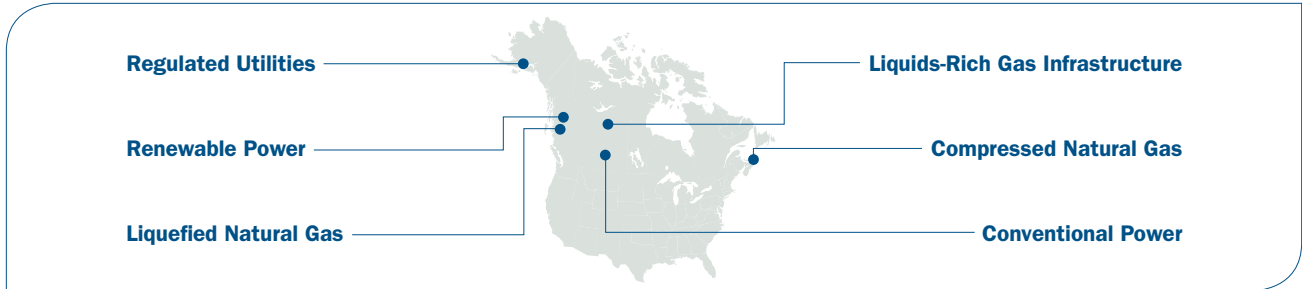 Regulated Utilities
Liquids-Rich Gas Infrastructure
Renewable Power
Compressed Natural Gas
Liquefied Natural Gas
Conventional Power